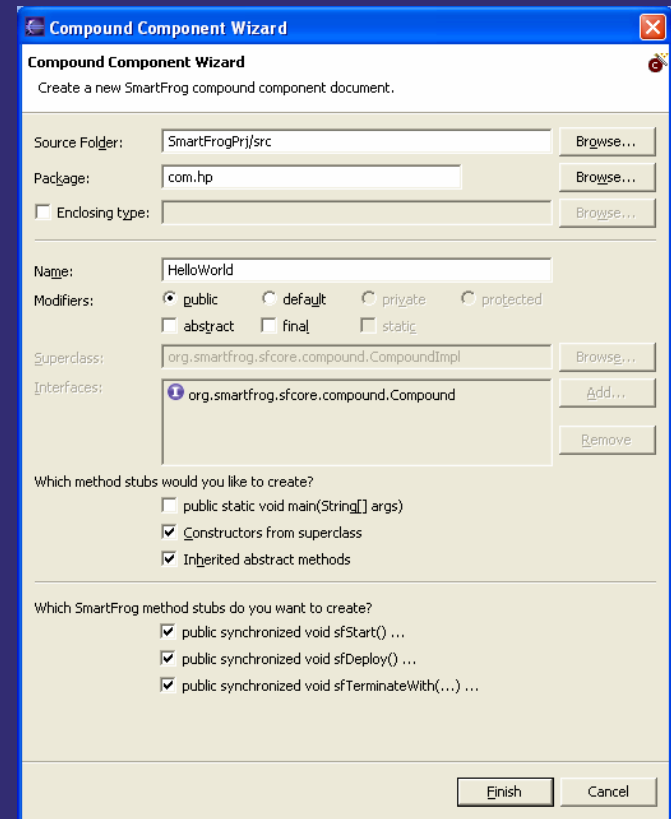 Compound Component Wizard
Compound Component Wizard
Create a new SmartFrog compound component document.
Source Folder: SmartFrogPrj/src Browse...
Package: com.hp Browse...
Enclosing type: Browse...
Name: HelloWorld
Modifiers: public default private protected
abstract final static
Superclass: org.smartfrog.sfcore.compound.CompoundImpl Browse...
Interfaces: org.smartfrog.sfcore.compound.Compound Add...
Remove
Which method stubs would you like to create?
public static void main(String[] args)
Constructors from superclass
Inherited abstract methods
Which SmartFrog method stubs do you want to create?
public synchronized void sfStart() ...
public synchronized void sfDeploy() ...
public synchronized void sfTerminateWith(...) ...
Finish Cancel